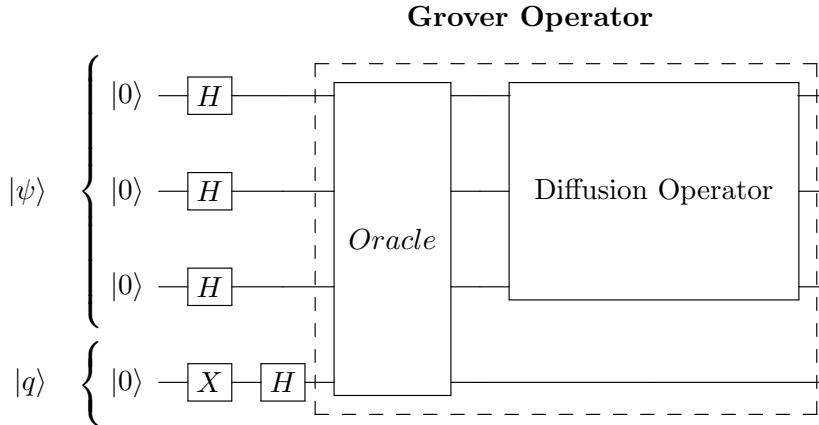 Grover Operator
|0⟩ H
|ψ⟩ |0⟩ H Diffusion Operator
Oracle
|0⟩ H
|q⟩ |0⟩ X H